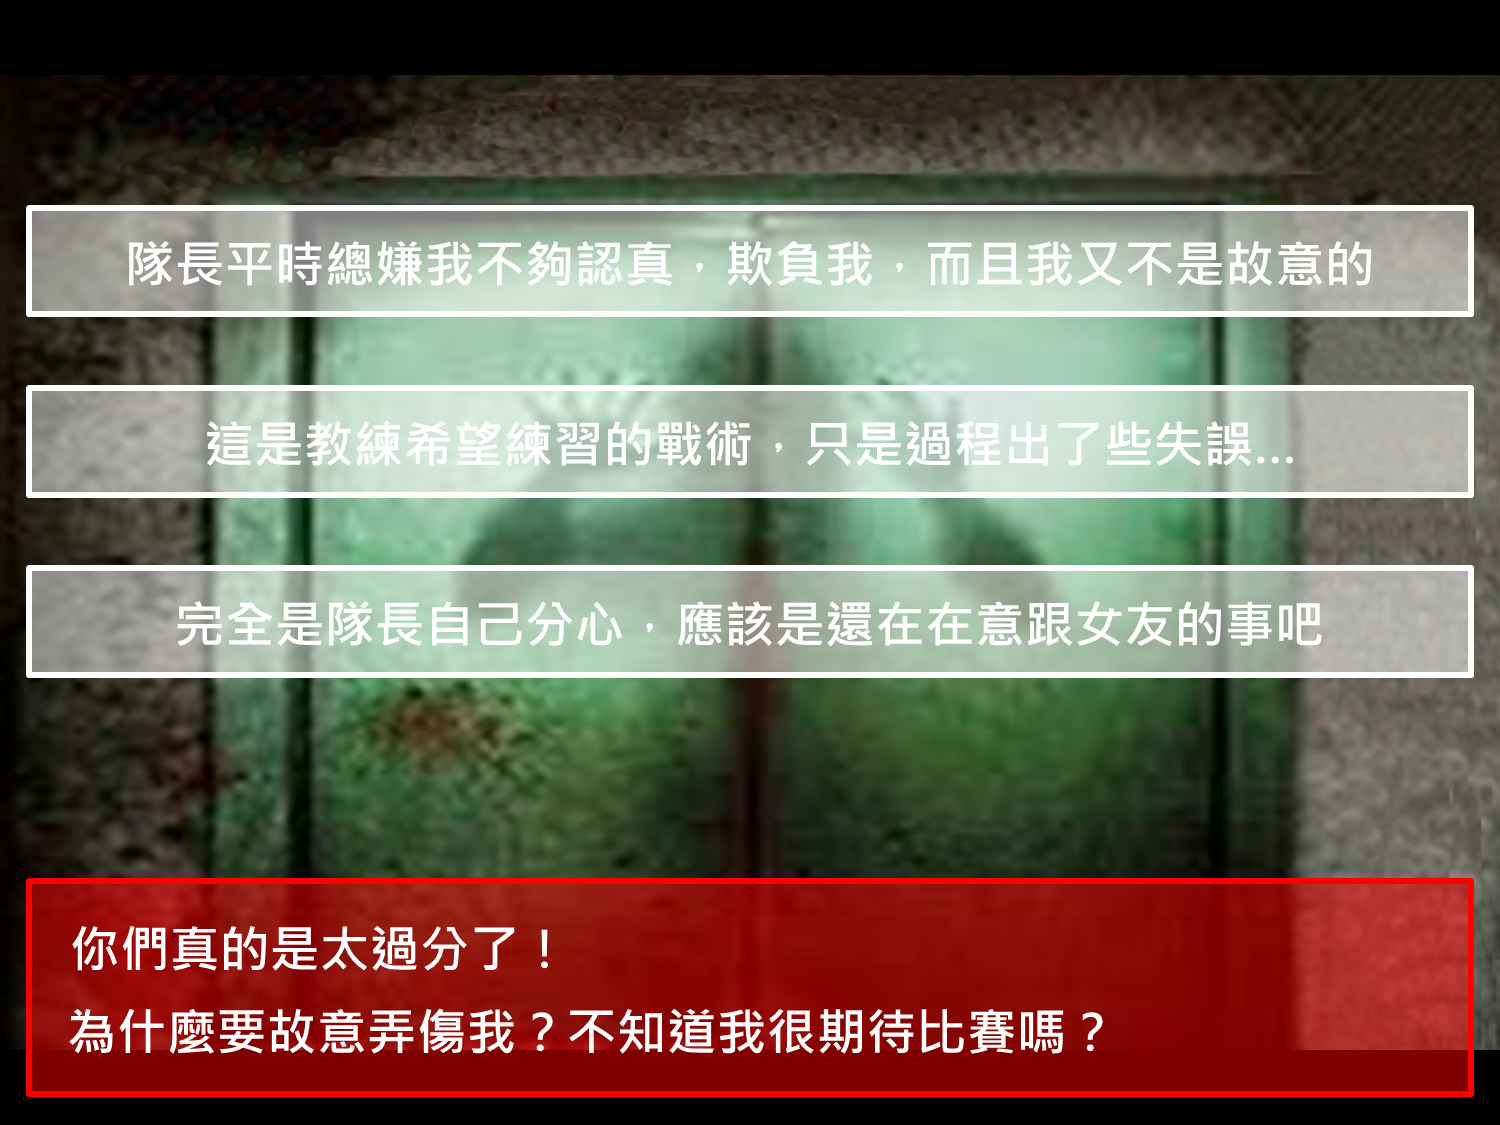 隊長平時總嫌我不夠認真，欺負我，而且我又不是故意的
這是教練希望練習的戰術，只是過程出了些失誤...
完全是隊長自己分心，應該是還在在意跟女友的事吧
你們真的是太過分了！
為什麼要故意弄傷我？不知道我很期待比賽嗎？